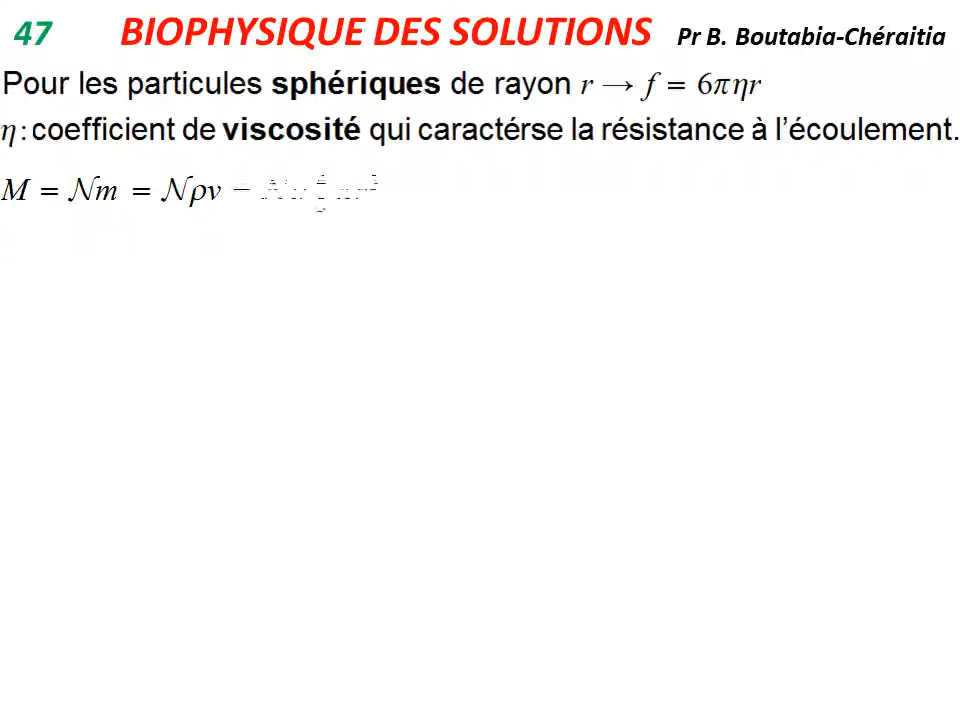 47 BIOPHYSIQUE DES SOLUTIONS Pr B. Boutabia-Chéraitia
Pour les particules sphériques de rayon r → f = 6πηr
η : coefficient de viscosité qui caractérse la résistance à l’écoulement.
M = 𝒩m = 𝒩ρv =